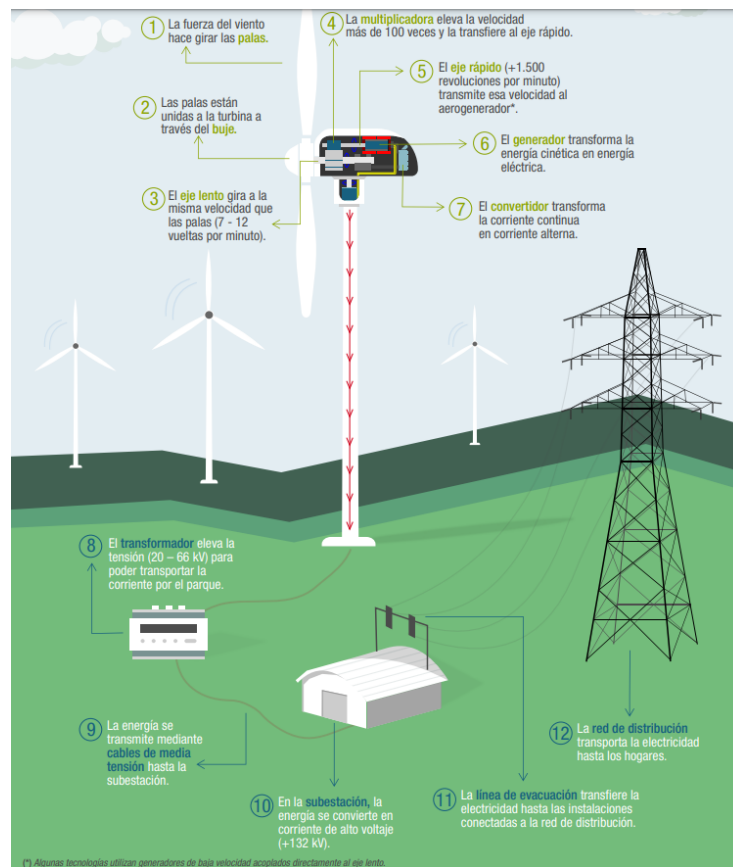 1
La fuerza del viento
hace girar las palas.
2
Las palas están
unidas a la turbina a
través del buje.
3
El eje lento gira a la
misma velocidad que
las palas (7 - 12
vueltas por minuto).
4
La multiplicadora eleva la velocidad
más de 100 veces y la transfiere al eje rápido.
5
El eje rápido (+1.500
revoluciones por minuto)
transmite esa velocidad al
aerogenerador*.
6
El generador transforma la
energía cinética en energía
eléctrica.
7
El convertidor transforma
la corriente continua
en corriente alterna.
8
El transformador eleva la
tensión (20 – 66 kV) para
poder transportar la
corriente por el parque.
9
La energía se
transmite mediante
cables de media
tensión hasta la
subestación.
10
En la subestación, la
energía se convierte en
corriente de alto voltaje
(+132 kV).
11
La línea de evacuación transfiere la
electricidad hasta las instalaciones
conectadas a la red de distribución.
12
La red de distribución
transporta la electricidad
hasta los hogares.
(*) Algunas tecnologías utilizan generadores de baja velocidad acoplados directamente al eje lento.